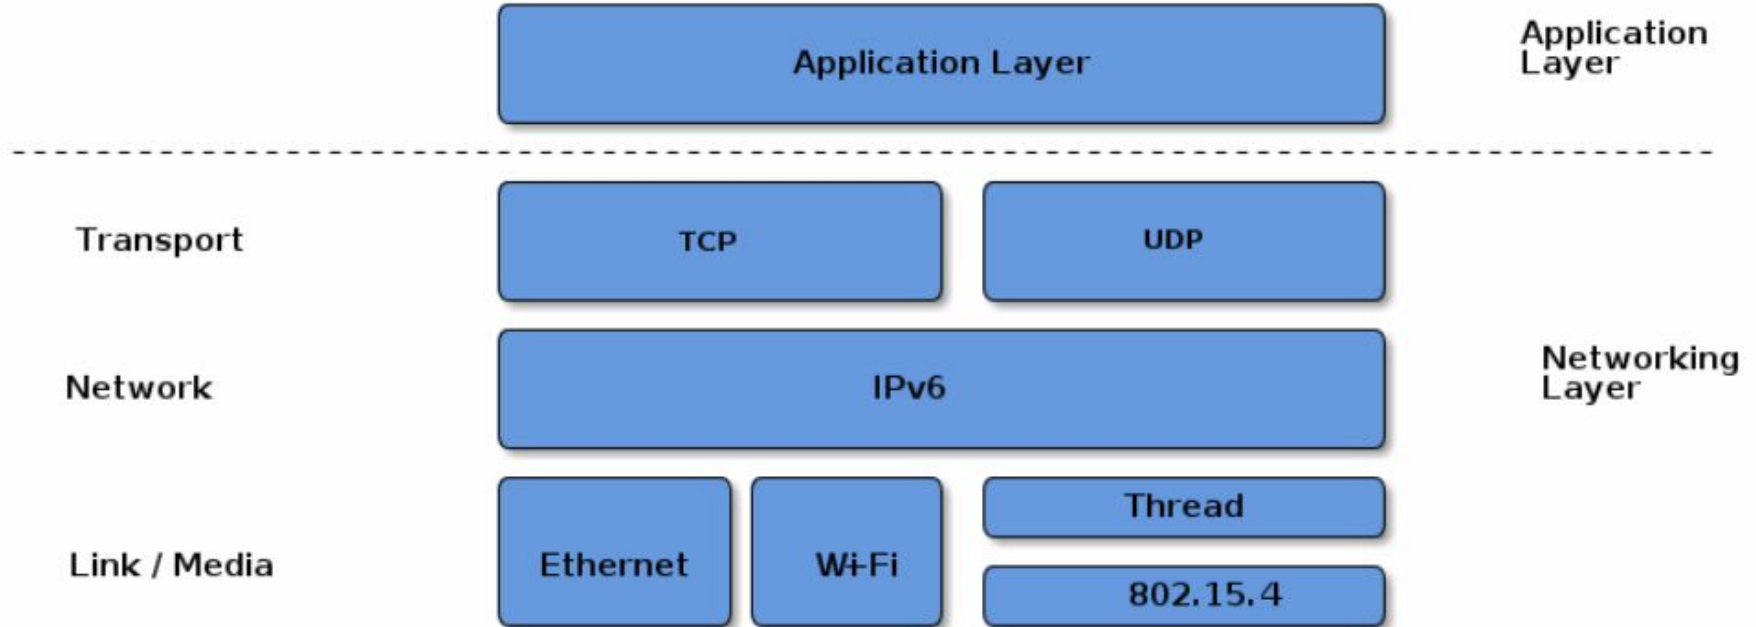 Application Layer
Application
Layer
Transport
TCP
UDP
Network
IPv6
Networking
Layer
Link / Media
Ethernet
Wi-Fi
Thread
802.15.4